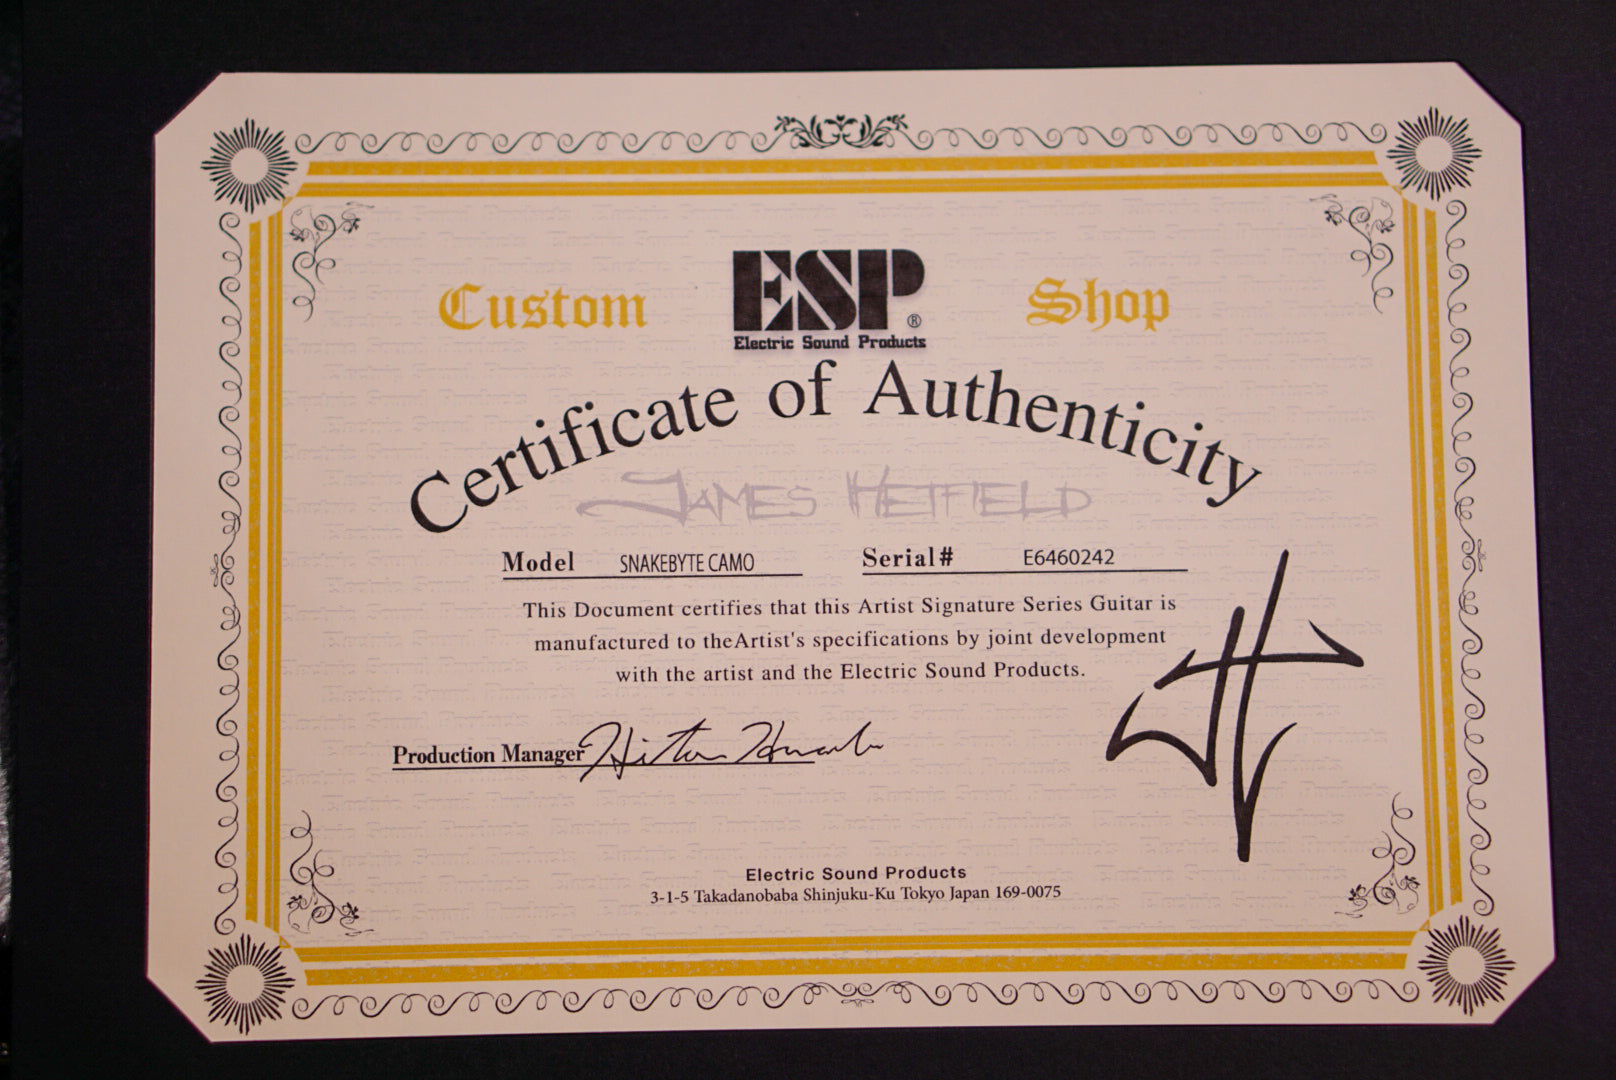 Custom ESP® Shop
Electric Sound Products
Certificate of Authenticity
JAMES HETFIELD
Model SNAKEBYTE CAMO Serial# E6460242
This Document certifies that this Artist Signature Series Guitar is
manufactured to theArtist's specifications by joint development
with the artist and the Electric Sound Products.
Production Manager
Electric Sound Products
3-1-5 Takadanobaba Shinjuku-Ku Tokyo Japan 169-0075